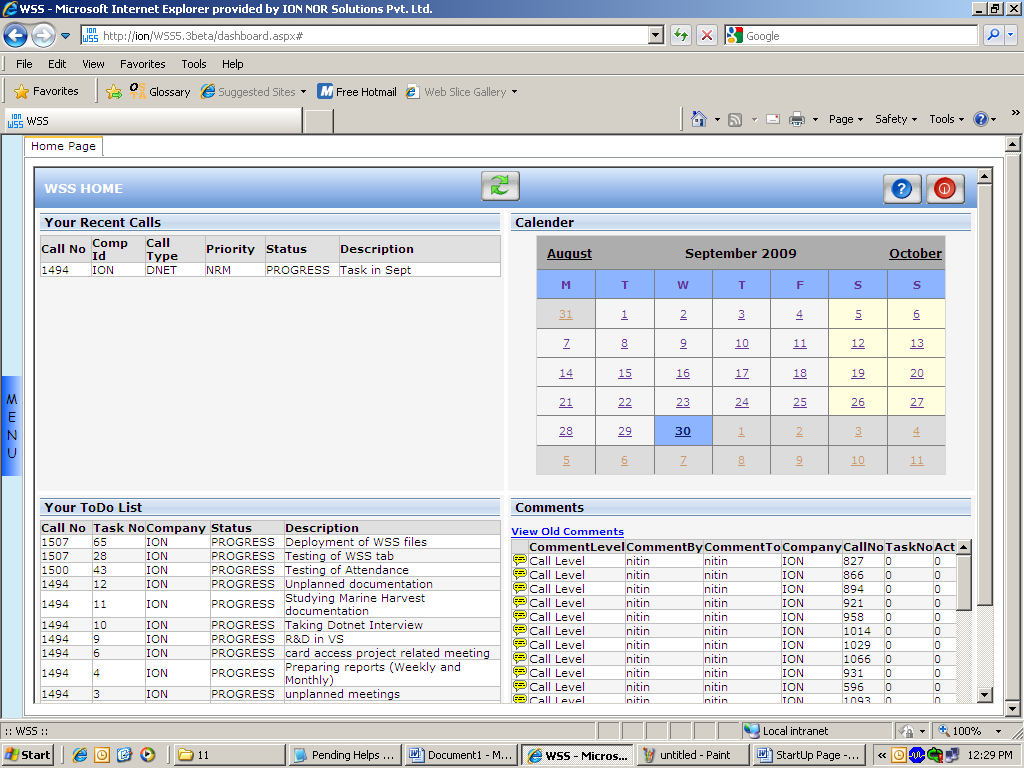 WSS - Microsoft Internet Explorer provided by ION NOR Solutions Pvt. Ltd.
ion WSS http://ion/WSS5.3beta/dashboard.aspx# Google
File Edit View Favorites Tools Help
Favorites Glossary Suggested Sites Free Hotmail Web Slice Gallery
ion WSS WSS Page Safety Tools »
Home Page
WSS HOME
MENU
Your Recent Calls
Call No Comp Id Call Type Priority Status Description
1494 ION DNET NRM PROGRESS Task in Sept
Calender
August September 2009 October
M T W T F S S
31 1 2 3 4 5 6
7 8 9 10 11 12 13
14 15 16 17 18 19 20
21 22 23 24 25 26 27
28 29 30 1 2 3 4
5 6 7 8 9 10 11
Your ToDo List
Call No Task No Company Status Description
1507 65 ION PROGRESS Deployment of WSS files
1507 28 ION PROGRESS Testing of WSS tab
1500 43 ION PROGRESS Testing of Attendance
1494 12 ION PROGRESS Unplanned documentation
1494 11 ION PROGRESS Studying Marine Harvest documentation
1494 10 ION PROGRESS Taking Dotnet Interview
1494 9 ION PROGRESS R&D in VS
1494 6 ION PROGRESS card access project related meeting
1494 4 ION PROGRESS Preparing reports (Weekly and Monthly)
1494 3 ION PROGRESS unplanned meetings
Comments
View Old Comments
CommentLevel CommentBy CommentTo Company CallNo TaskNo Act
Call Level nitin nitin ION 827 0 0
Call Level nitin nitin ION 866 0 0
Call Level nitin nitin ION 894 0 0
Call Level nitin nitin ION 921 0 0
Call Level nitin nitin ION 958 0 0
Call Level nitin nitin ION 1014 0 0
Call Level nitin nitin ION 1029 0 0
Call Level nitin nitin ION 1066 0 0
Call Level nitin nitin ION 931 0 0
Call Level nitin nitin ION 596 0 0
Call Level nitin nitin ION 1093 0 0
:: WSS :: Local intranet 100%
Start 11 Pending Helps ... Document1 - M... WSS - Micros... untitled - Paint StartUp Page - ... « 12:29 PM